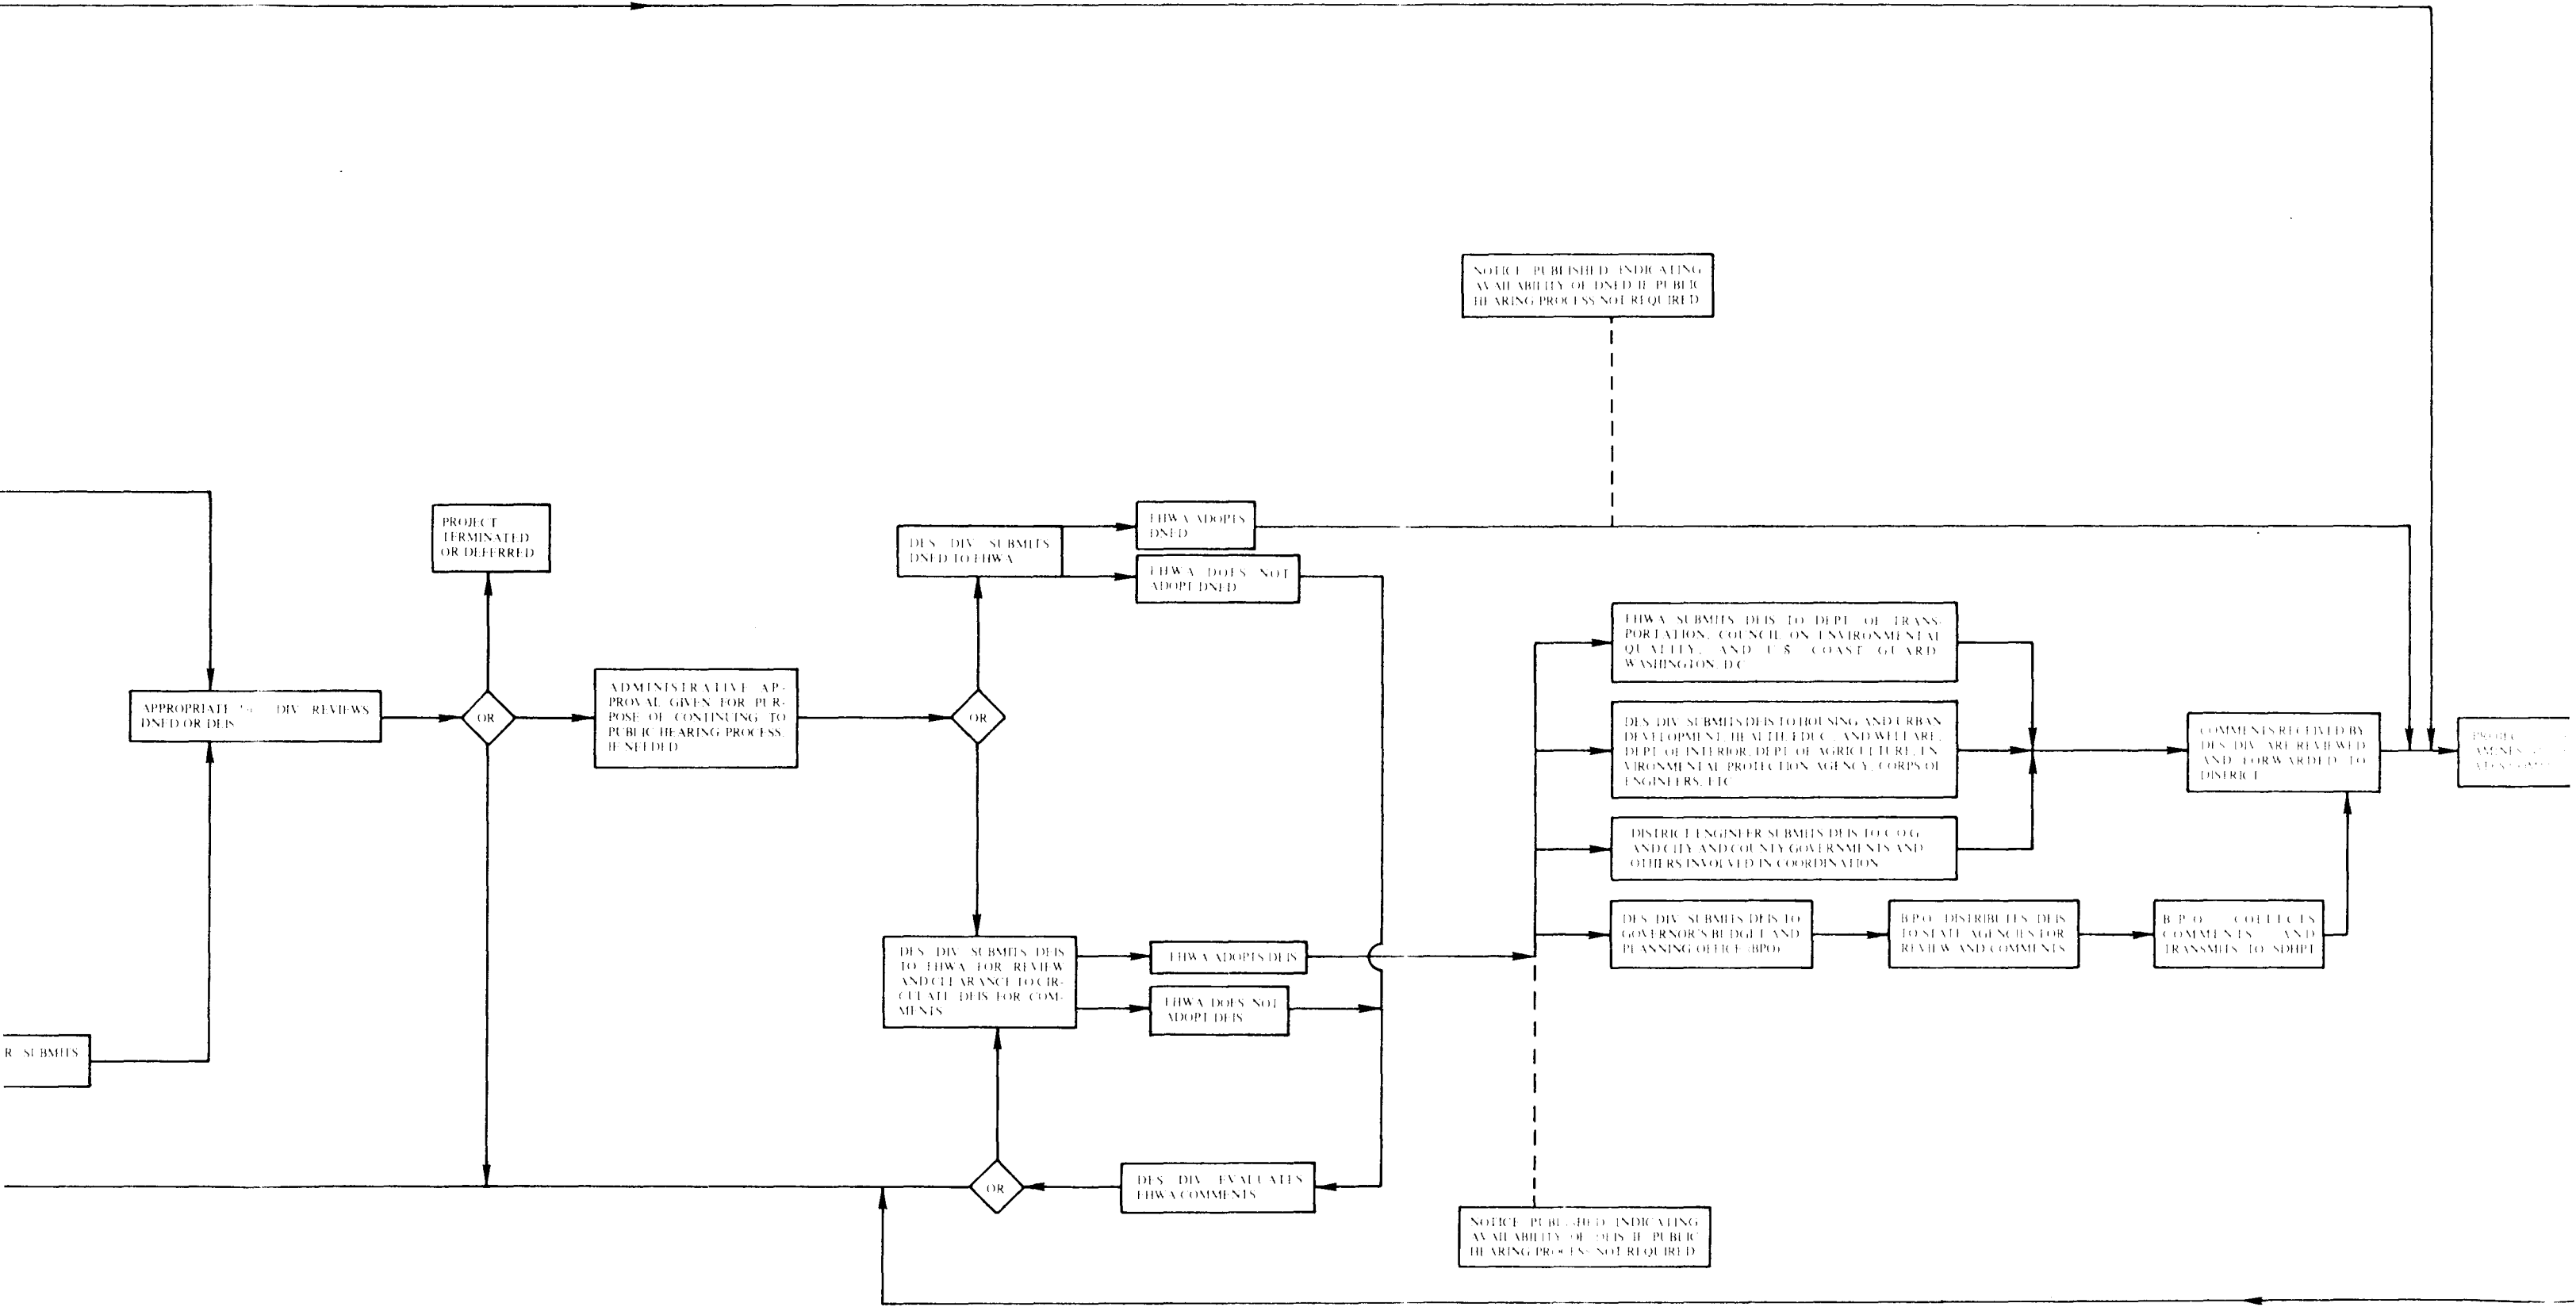 NOTICE PUBLISHED INDICATING
AVAILABILITY OF DNED IF PUBLIC
HEARING PROCESS NOT REQUIRED
PROJECT
TERMINATED
OR DEFERRED
APPROPRIATE DIV REVIEWS
DNED OR DEIS
OR
ADMINISTRATIVE AP-
PROVAL GIVEN FOR PUR-
POSE OF CONTINUING TO
PUBLIC HEARING PROCESS,
IF NEEDED
OR
DES DIV SUBMITS
DNED TO FHWA
FHWA ADOPTS
DNED
FHWA DOES NOT
ADOPT DNED
DES DIV SUBMITS DEIS
TO FHWA FOR REVIEW
AND CLEARANCE TO CIR-
CULATE DEIS FOR COM-
MENTS
FHWA ADOPTS DEIS
FHWA DOES NOT
ADOPT DEIS
R SUBMITS
OR
DES DIV EVALUATES
FHWA COMMENTS
FHWA SUBMITS DEIS TO DEPT OF TRANS-
PORTATION, COUNCIL ON ENVIRONMENTAL
QUALITY, AND U S COAST GUARD
WASHINGTON, D.C
DES DIV SUBMITS DEIS TO HOUSING AND URBAN
DEVELOPMENT, HEALTH, EDUC, AND WELFARE,
DEPT OF INTERIOR, DEPT OF AGRICULTURE, EN-
VIRONMENTAL PROTECTION AGENCY, CORPS OF
ENGINEERS, ETC
DISTRICT ENGINEER SUBMITS DEIS TO C.O.G
AND CITY AND COUNTY GOVERNMENTS AND
OTHERS INVOLVED IN COORDINATION
DES DIV SUBMITS DEIS TO
GOVERNOR'S BUDGET AND
PLANNING OFFICE (BPO)
B.P.O. DISTRIBUTES DEIS
TO STATE AGENCIES FOR
REVIEW AND COMMENTS
B.P.O. COLLECTS
COMMENTS AND
TRANSMITS TO SDHPT
COMMENTS RECEIVED BY
DES DIV ARE REVIEWED
AND FORWARDED TO
DISTRICT
NOTICE PUBLISHED INDICATING
AVAILABILITY OF DEIS IF PUBLIC
HEARING PROCESS NOT REQUIRED